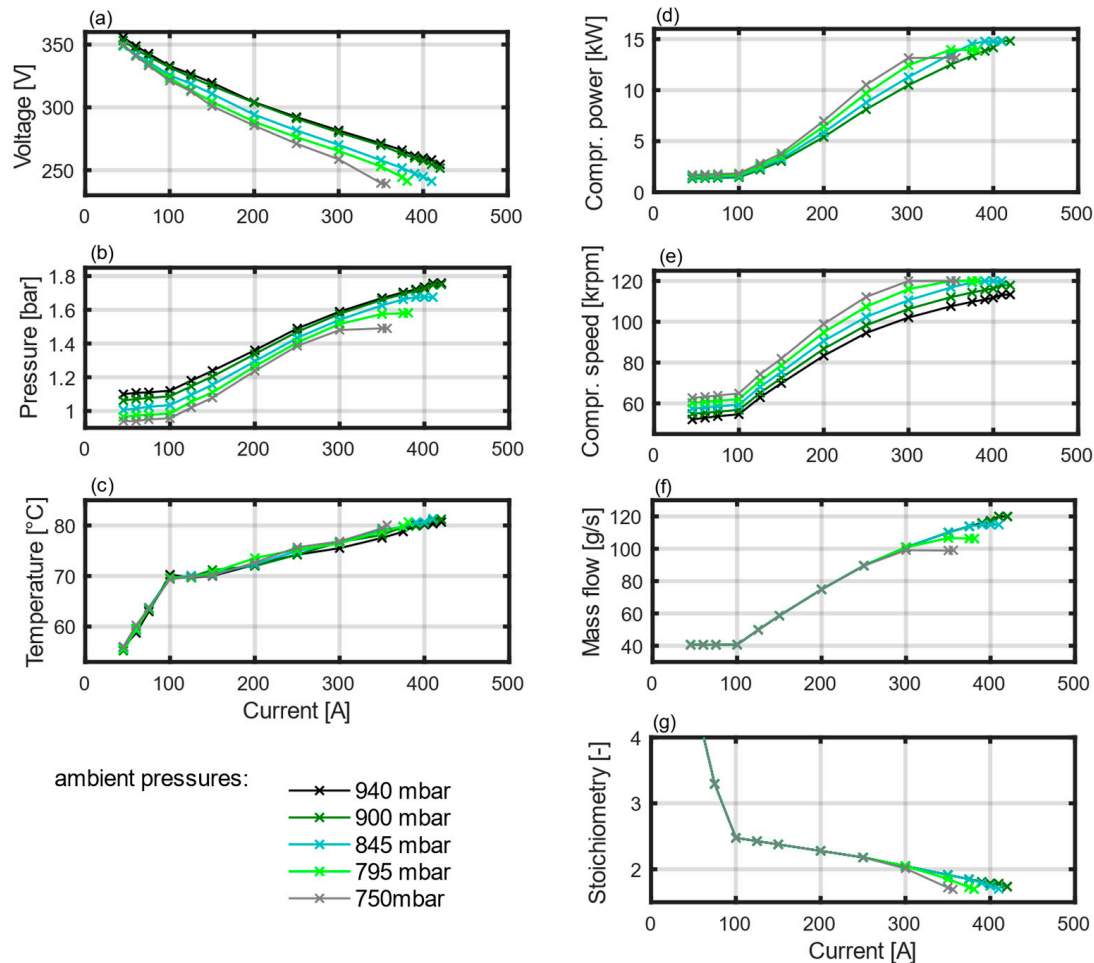 (a)
Voltage [V]
350
300
250
0 100 200 300 400 500
(b)
Pressure [bar]
1.8
1.6
1.4
1.2
1
0 100 200 300 400 500
(c)
Temperature [°C]
80
70
60
0 100 200 300 400 500
Current [A]
ambient pressures:
940 mbar
900 mbar
845 mbar
795 mbar
750mbar
(d)
Compr. power [kW]
15
10
5
0
0 100 200 300 400 500
(e)
Compr. speed [krpm]
120
100
80
60
0 100 200 300 400 500
(f)
Mass flow [g/s]
120
100
80
60
40
0 100 200 300 400 500
(g)
Stoichiometry [-]
4
3
2
0 100 200 300 400 500
Current [A]